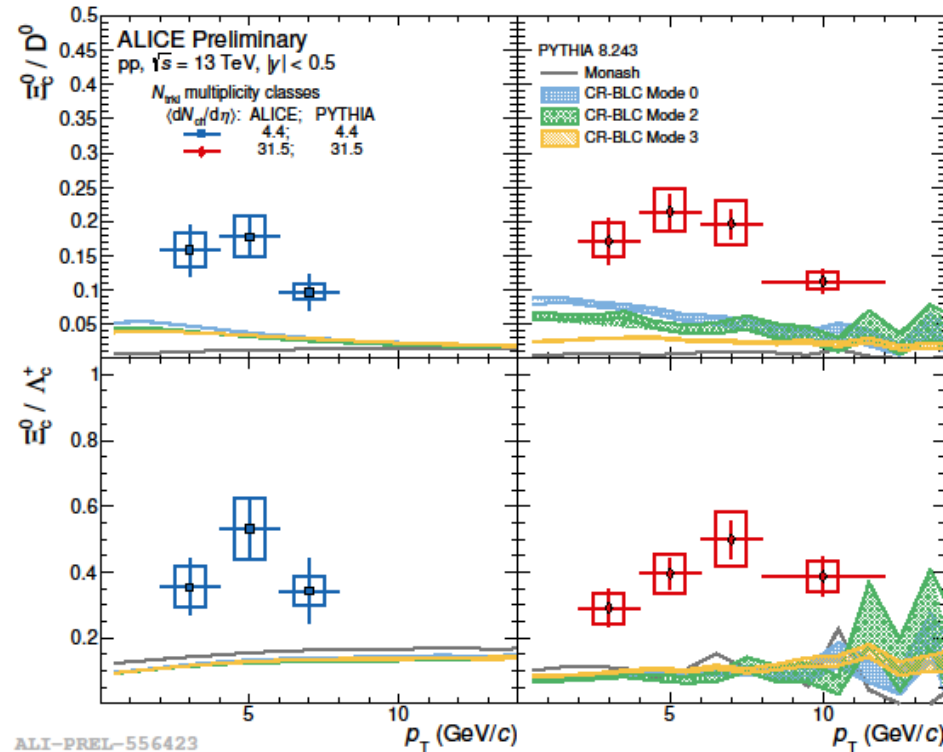 ALICE Preliminary
pp, √s = 13 TeV, |y| < 0.5
N_trkl multiplicity classes
⟨dN_ch/dη⟩: ALICE; PYTHIA
4.4; 4.4
31.5; 31.5
PYTHIA 8.243
Monash
CR-BLC Mode 0
CR-BLC Mode 2
CR-BLC Mode 3
Ξ_c^0 / D^0
0.5
0.45
0.4
0.35
0.3
0.25
0.2
0.15
0.1
0.05
Ξ_c^0 / Λ_c^+
1
0.8
0.6
0.4
0.2
5
10
p_T (GeV/c)
5
10
p_T (GeV/c)
ALI-PREL-556423